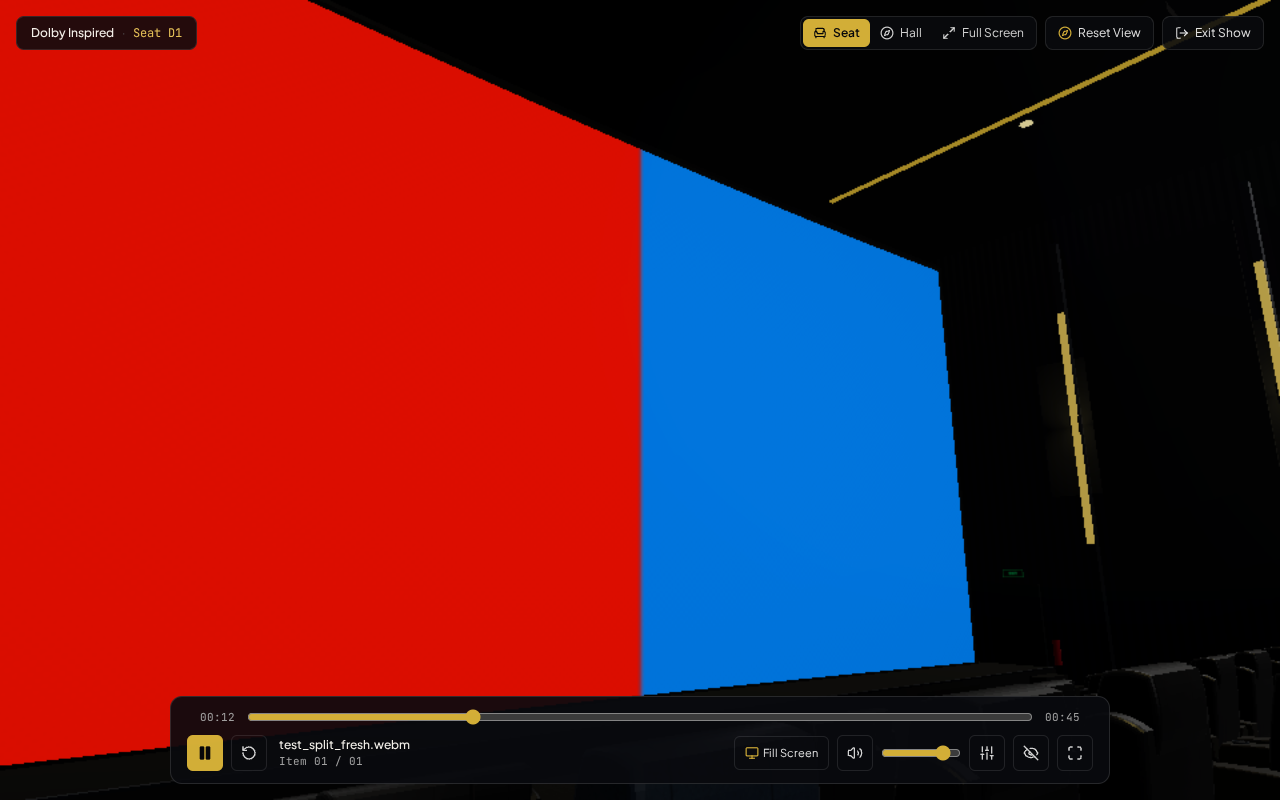 Dolby Inspired · Seat D1
Seat
Hall
Full Screen
Reset View
Exit Show
00:12
00:45
test_split_fresh.webm
Item 01 / 01
Fill Screen